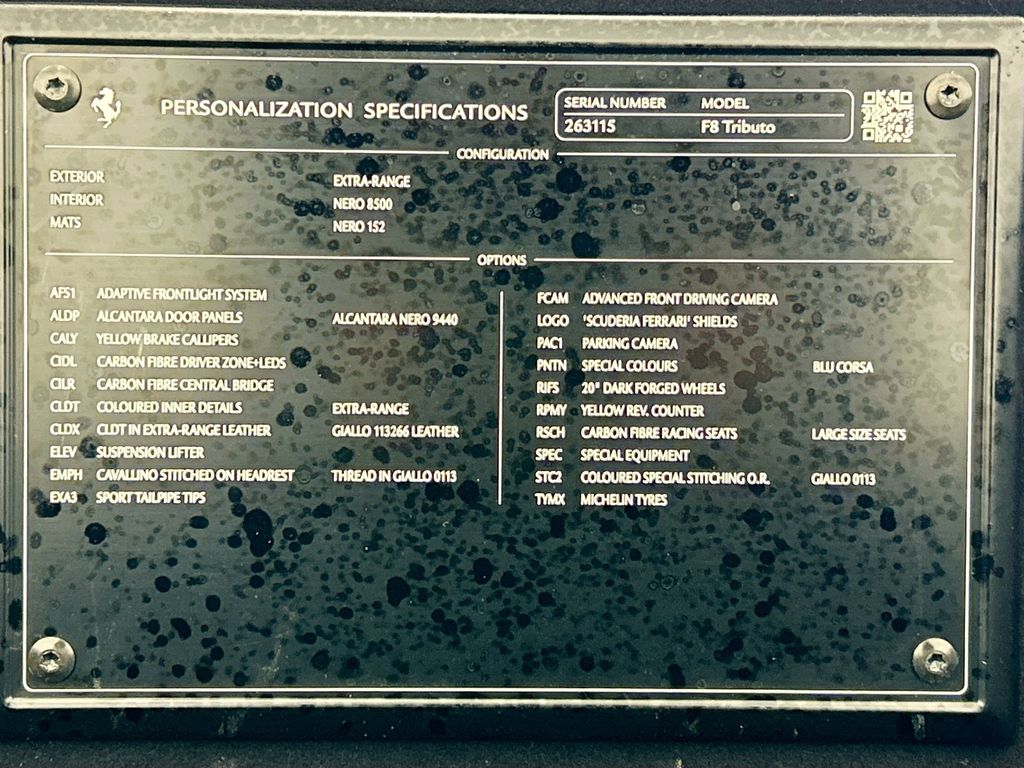 PERSONALIZATION SPECIFICATIONS
SERIAL NUMBER MODEL
263115 F8 Tributo
CONFIGURATION
EXTERIOR EXTRA-RANGE
INTERIOR NERO 8500
MATS NERO 152
OPTIONS
AFS1 ADAPTIVE FRONTLIGHT SYSTEM
ALDP ALCANTARA DOOR PANELS ALCANTARA NERO 9440
CALY YELLOW BRAKE CALLIPERS
CIDL CARBON FIBRE DRIVER ZONE+LEDS
CILR CARBON FIBRE CENTRAL BRIDGE
CLDT COLOURED INNER DETAILS EXTRA-RANGE
CLDX CLDT IN EXTRA-RANGE LEATHER GIALLO 113266 LEATHER
ELEV SUSPENSION LIFTER
EMPH CAVALLINO STITCHED ON HEADREST THREAD IN GIALLO 0113
EXA3 SPORT TAILPIPE TIPS
FCAM ADVANCED FRONT DRIVING CAMERA
LOGO 'SCUDERIA FERRARI' SHIELDS
PAC1 PARKING CAMERA
PNTN SPECIAL COLOURS BLU CORSA
RIF5 20" DARK FORGED WHEELS
RPMY YELLOW REV. COUNTER
RSCH CARBON FIBRE RACING SEATS LARGE SIZE SEATS
SPEC SPECIAL EQUIPMENT
STC2 COLOURED SPECIAL STITCHING O.R. GIALLO 0113
TYMX MICHELIN TYRES